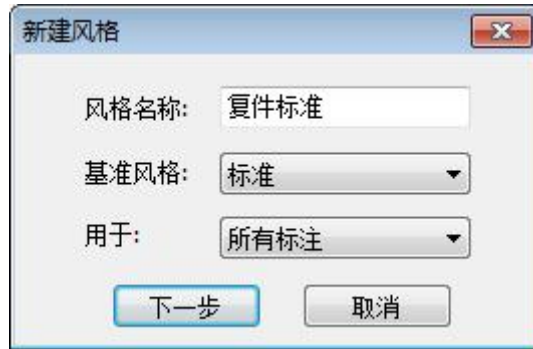 新建风格
风格名称: 复件标准
基准风格: 标准
用于: 所有标注
下一步 取消